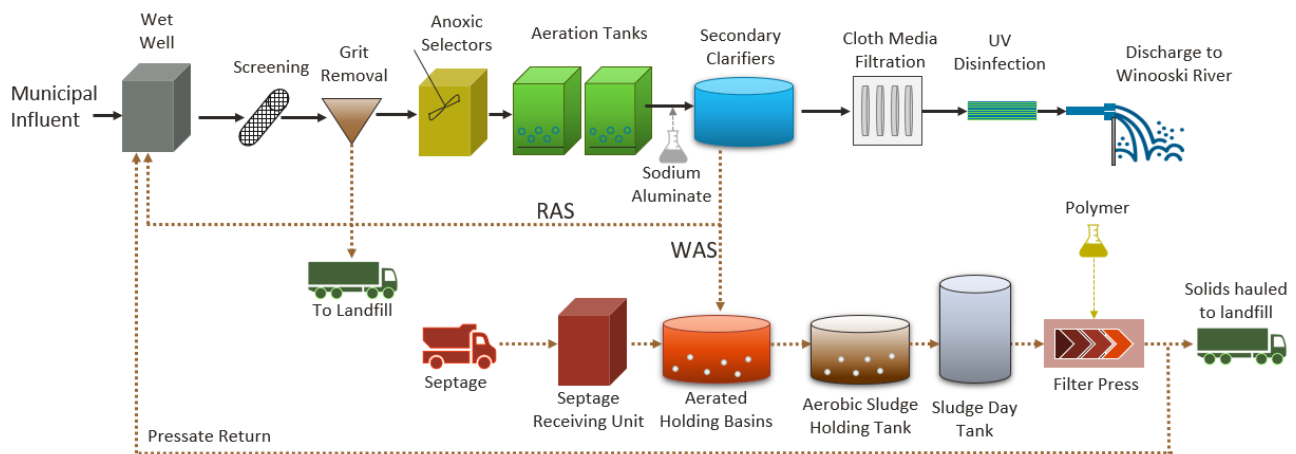 Municipal
Influent
Wet
Well
Screening
Grit
Removal
Anoxic
Selectors
Aeration Tanks
Sodium
Aluminate
Secondary
Clarifiers
Cloth Media
Filtration
UV
Disinfection
Discharge to
Winooski River
RAS
WAS
To Landfill
Septage
Septage
Receiving Unit
Aerated
Holding Basins
Aerobic Sludge
Holding Tank
Sludge Day
Tank
Polymer
Filter Press
Solids hauled
to landfill
Pressate Return